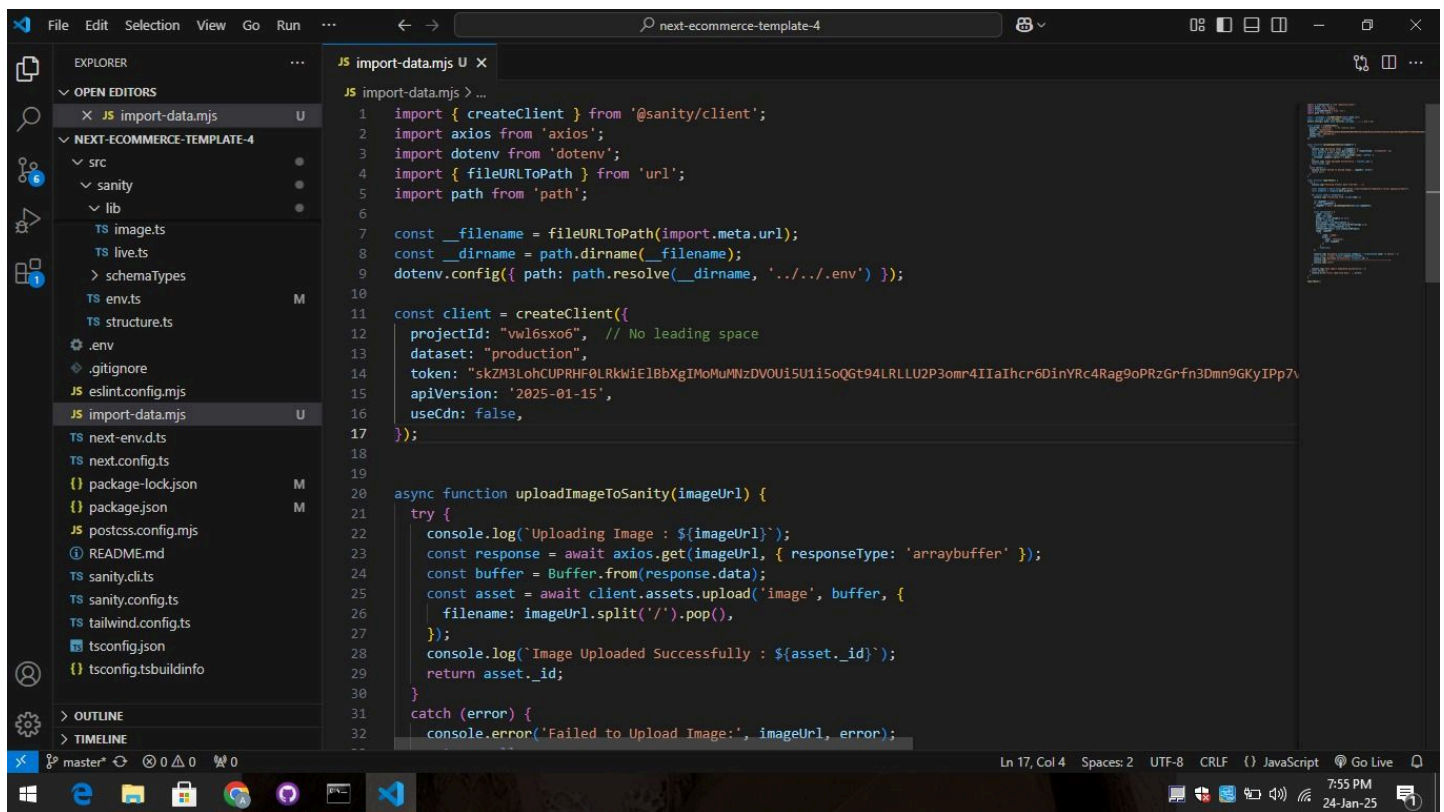 File Edit Selection View Go Run ...
next-ecommerce-template-4
EXPLORER
OPEN EDITORS
JS import-data.mjs U
NEXT-ECOMMERCE-TEMPLATE-4
src
sanity
lib
TS image.ts
TS live.ts
schemaTypes
TS env.ts M
TS structure.ts
.env
.gitignore
JS eslint.config.mjs
JS import-data.mjs U
TS next-env.d.ts
TS next.config.ts
{} package-lock.json M
{} package.json M
JS postcss.config.mjs
README.md
TS sanity.cli.ts
TS sanity.config.ts
TS tailwind.config.ts
tsconfig.json
{} tsconfig.tsbuildinfo
OUTLINE
TIMELINE
6
1
JS import-data.mjs U
JS import-data.mjs > ...
1 import { createClient } from '@sanity/client';
2 import axios from 'axios';
3 import dotenv from 'dotenv';
4 import { fileURLToPath } from 'url';
5 import path from 'path';
6
7 const __filename = fileURLToPath(import.meta.url);
8 const __dirname = path.dirname(__filename);
9 dotenv.config({ path: path.resolve(__dirname, '../../.env') });
10
11 const client = createClient({
12 projectId: "vwl6sxo6", // No leading space
13 dataset: "production",
14 token:
15 apiVersion: '2025-01-15',
16 useCdn: false,
17 });
18
19
20 async function uploadImageToSanity(imageUrl) {
21 try {
22 console.log(`Uploading Image : ${imageUrl}`);
23 const response = await axios.get(imageUrl, { responseType: 'arraybuffer' });
24 const buffer = Buffer.from(response.data);
25 const asset = await client.assets.upload('image', buffer, {
26 filename: imageUrl.split('/').pop(),
27 });
28 console.log(`Image Uploaded Successfully : ${asset._id}`);
29 return asset._id;
30 }
31 catch (error) {
32 console.error('Failed to Upload Image:', imageUrl, error);
master* 0 0 0
Ln 17, Col 4 Spaces: 2 UTF-8 CRLF {} JavaScript Go Live
7:55 PM
24-Jan-25